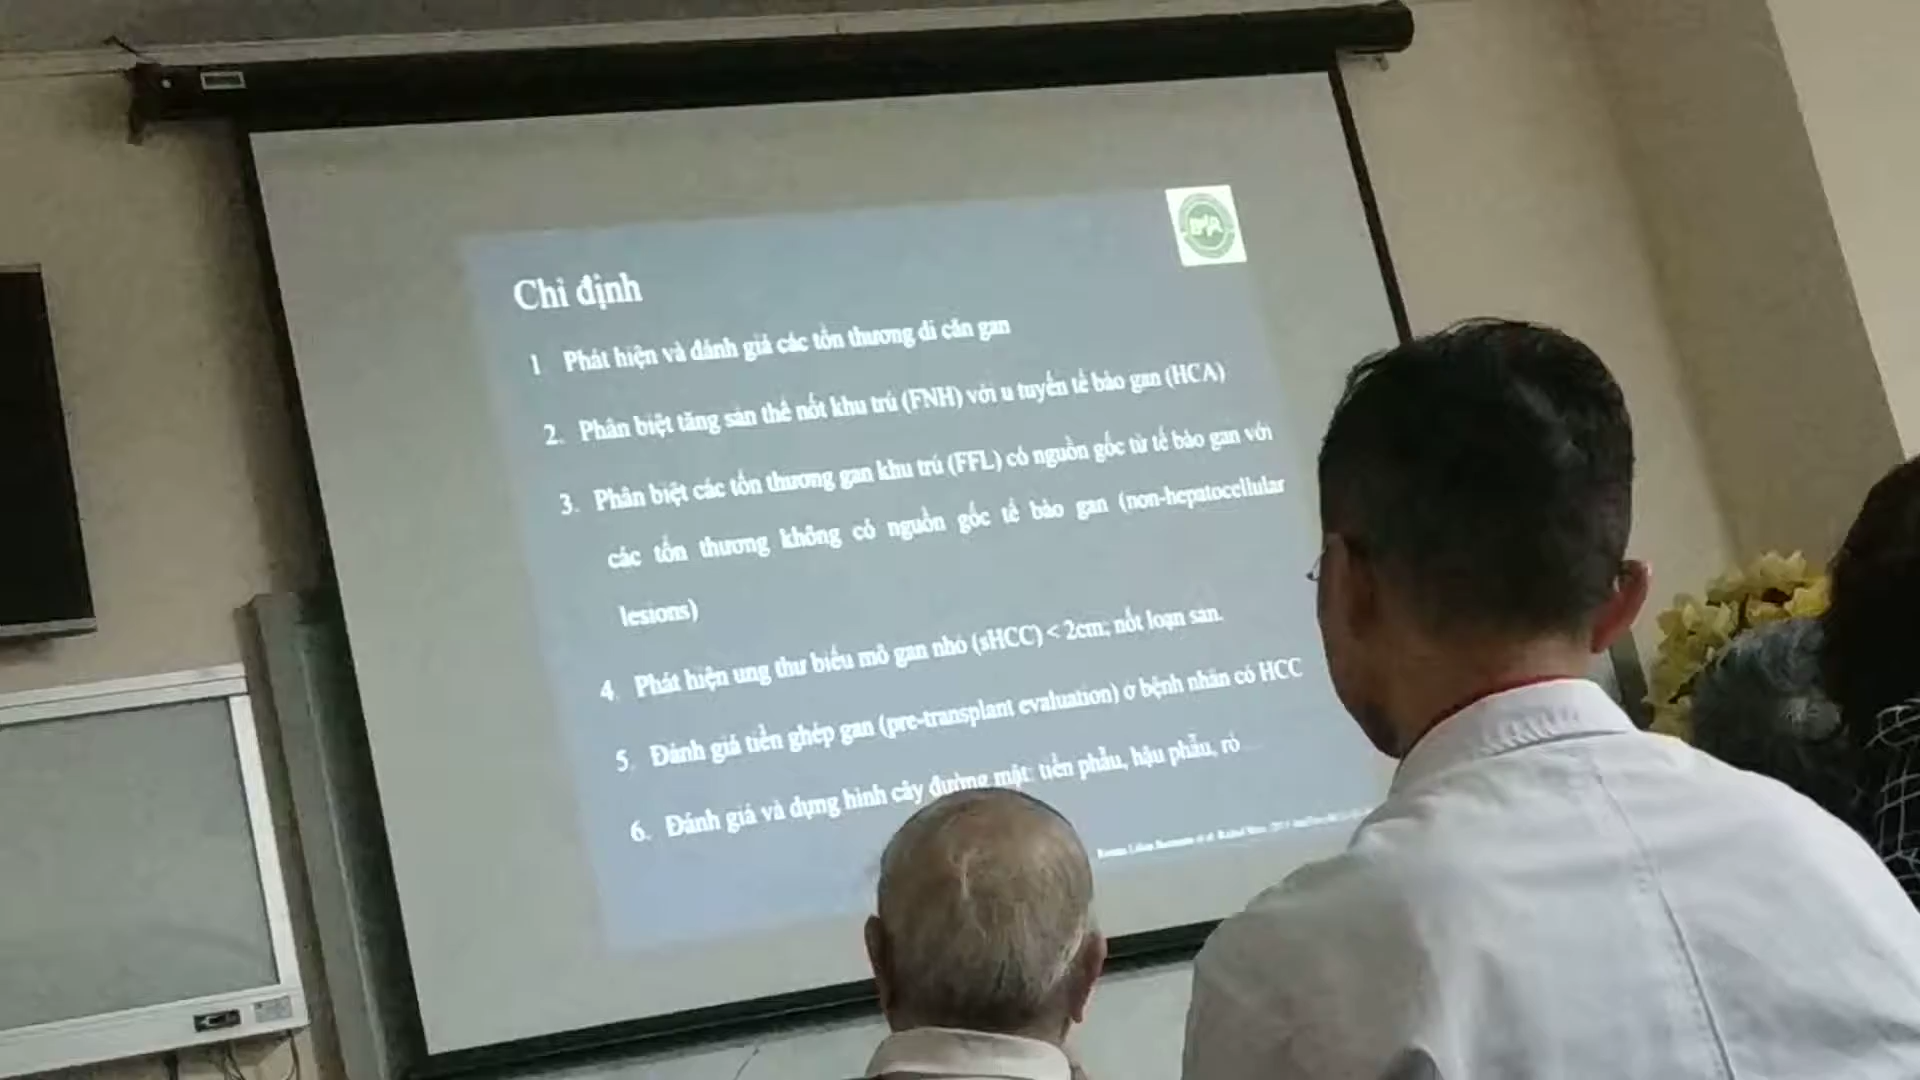 Chỉ định
1 Phát hiện và đánh giá các tổn thương di căn gan
2. Phân biệt tăng sản thể nốt khu trú (FNH) với u tuyến tế bào gan (HCA)
3. Phân biệt các tổn thương gan khu trú (FFL) có nguồn gốc từ tế bào gan với
các tổn thương không có nguồn gốc tế bào gan (non-hepatocellular
lesions)
4. Phát hiện ung thư biểu mô gan nhỏ (sHCC) < 2cm; nốt loạn sản.
5. Đánh giá tiền ghép gan (pre-transplant evaluation) ở bệnh nhân có HCC
6. Đánh giá và dựng hình cây đường mật: tiền phẫu, hậu phẫu, rò